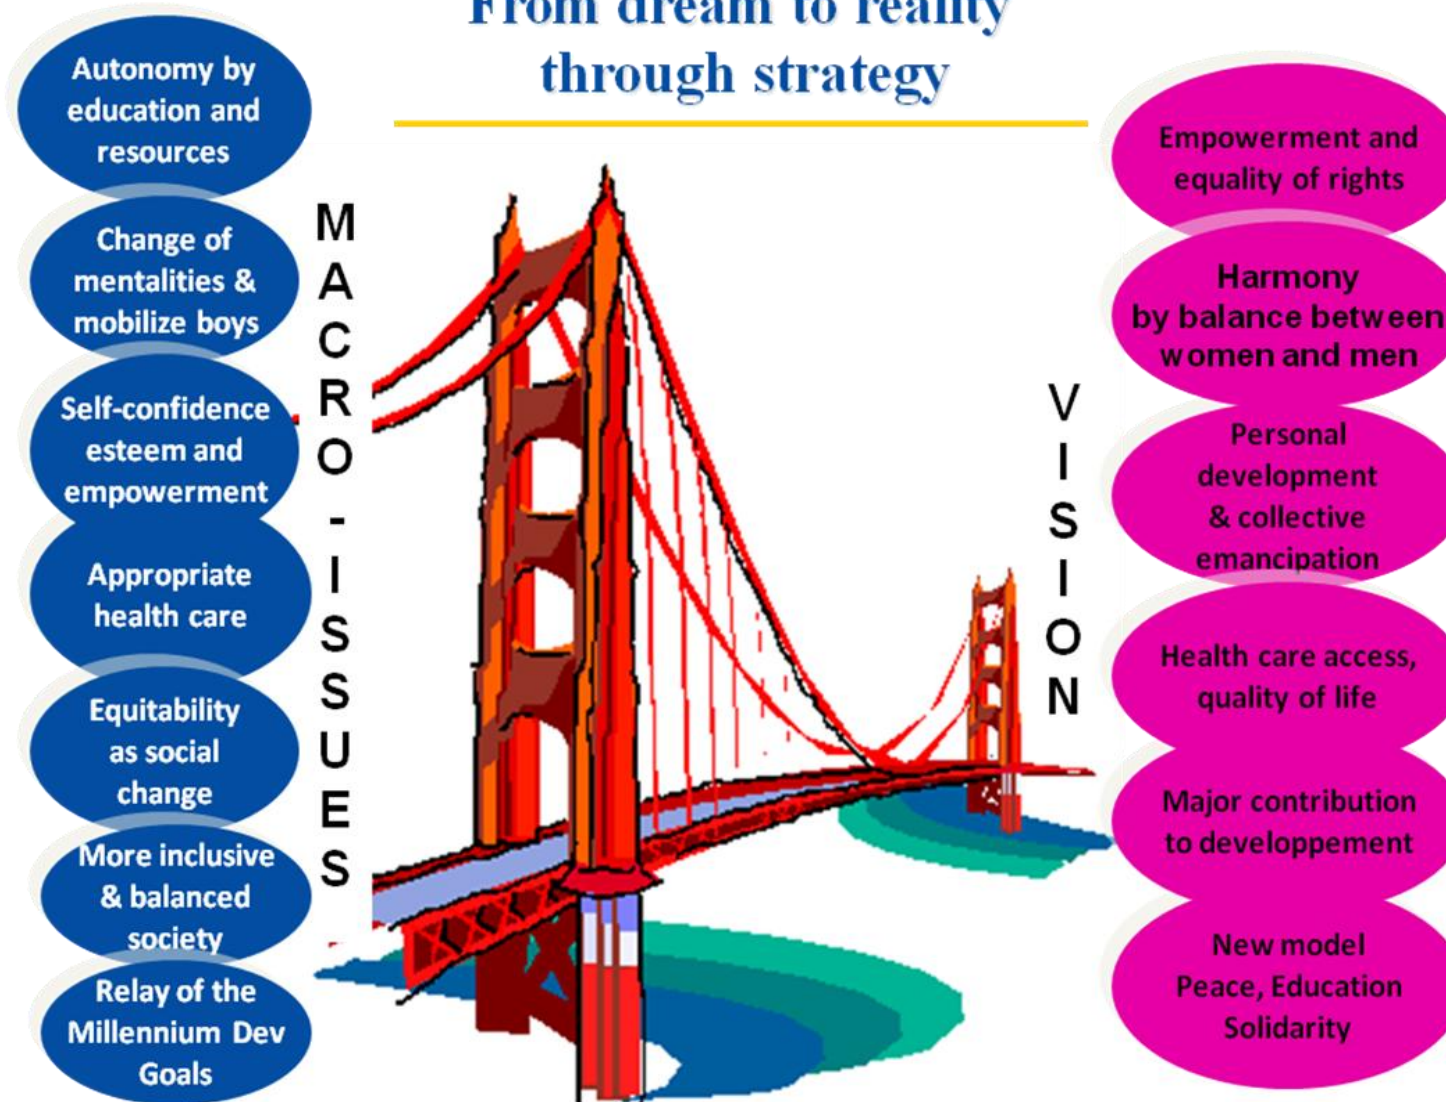 From dream to reality
through strategy
Autonomy by
education and
resources
Change of
mentalities &
mobilize boys
Self-confidence
esteem and
empowerment
Appropriate
health care
Equitability
as social
change
More inclusive
& balanced
society
Relay of the
Millennium Dev
Goals
MACRO-ISSUES
VISION
Empowerment and
equality of rights
Harmony
by balance between
women and men
Personal
development
& collective
emancipation
Health care access,
quality of life
Major contribution
to developpement
New model
Peace, Education
Solidarity